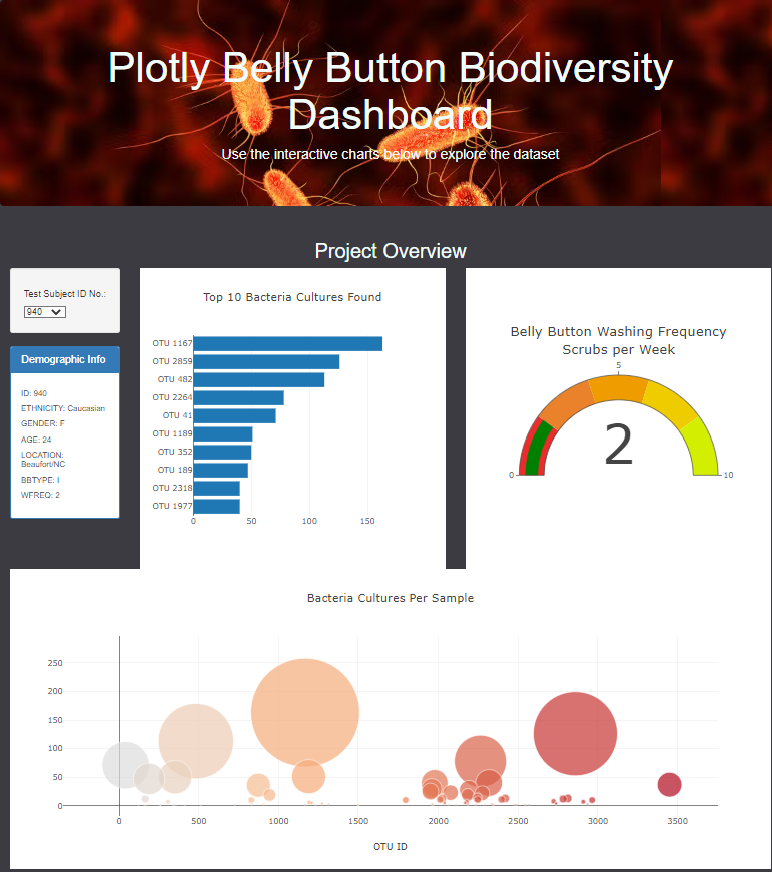 Plotly Belly Button Biodiversity
Dashboard
Use the interactive charts below to explore the dataset
Project Overview
Test Subject ID No.:
940
Demographic Info
ID: 940
ETHNICITY: Caucasian
GENDER: F
AGE: 24
LOCATION:
Beaufort/NC
BBTYPE: I
WFREQ: 2
Top 10 Bacteria Cultures Found
OTU 1167
OTU 2859
OTU 482
OTU 2264
OTU 41
OTU 1189
OTU 352
OTU 189
OTU 2318
OTU 1977
0 50 100 150
Belly Button Washing Frequency
Scrubs per Week
5
2
0 10
Bacteria Cultures Per Sample
250
200
150
100
50
0
0 500 1000 1500 2000 2500 3000 3500
OTU ID